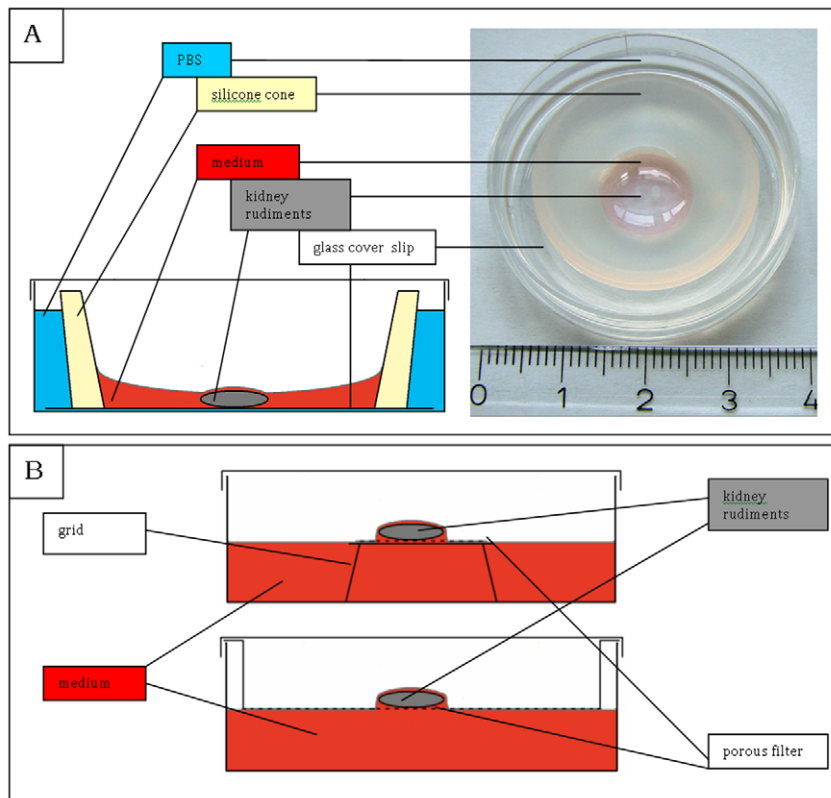 A
PBS
silicone cone
medium
kidney
rudiments
glass cover slip
0 1 2 3 4
B
kidney
rudiments
grid
medium
porous filter